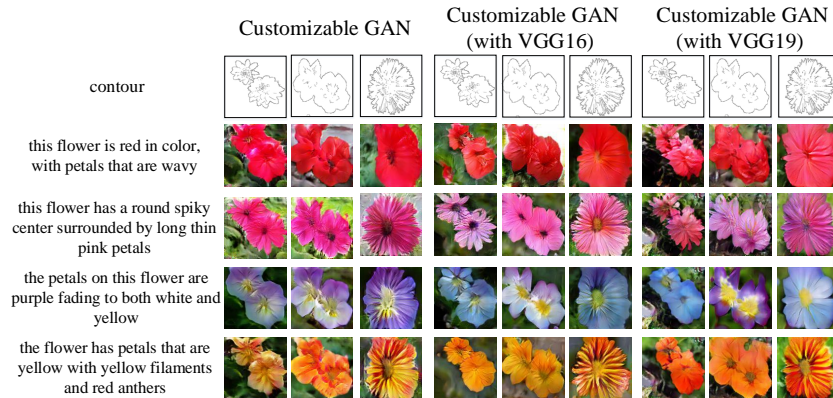 Customizable GAN
Customizable GAN
(with VGG16)
Customizable GAN
(with VGG19)
contour
this flower is red in color,
with petals that are wavy
this flower has a round spiky
center surrounded by long thin
pink petals
the petals on this flower are
purple fading to both white and
yellow
the flower has petals that are
yellow with yellow filaments
and red anthers